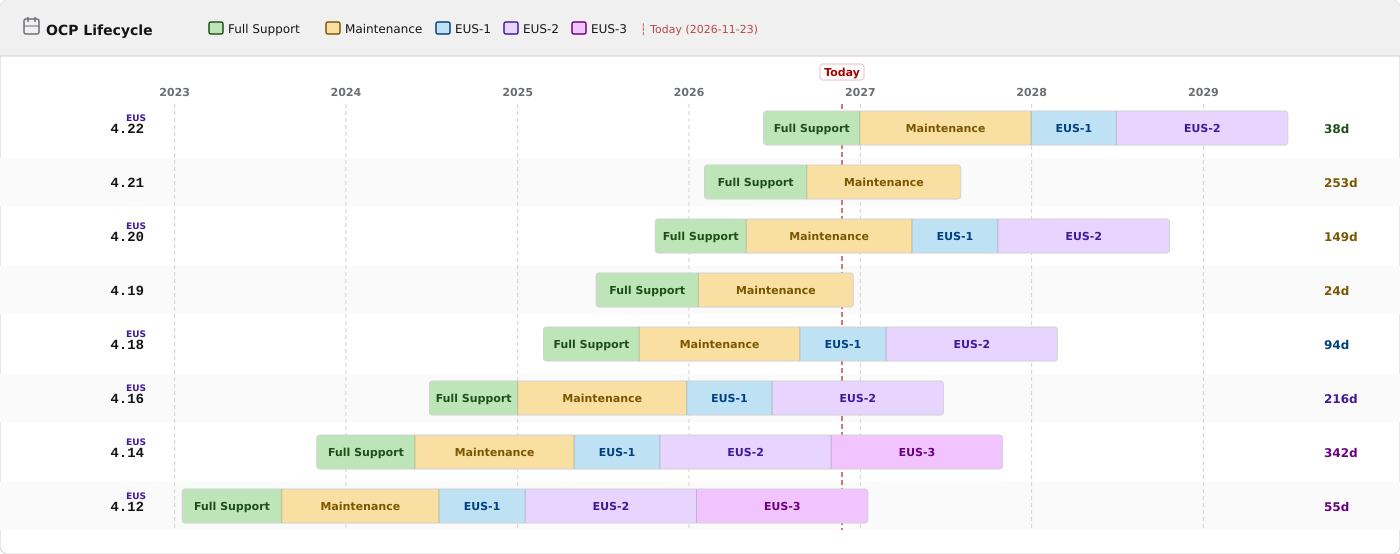 OCP Lifecycle Full Support Maintenance EUS-1 EUS-2 EUS-3 Today (2026-11-23)
Today
2023 2024 2025 2026 2027 2028 2029
EUS
4.22 Full Support Maintenance EUS-1 EUS-2 38d
4.21 Full Support Maintenance 253d
EUS
4.20 Full Support Maintenance EUS-1 EUS-2 149d
4.19 Full Support Maintenance 24d
EUS
4.18 Full Support Maintenance EUS-1 EUS-2 94d
EUS
4.16 Full Support Maintenance EUS-1 EUS-2 216d
EUS
4.14 Full Support Maintenance EUS-1 EUS-2 EUS-3 342d
EUS
4.12 Full Support Maintenance EUS-1 EUS-2 EUS-3 55d